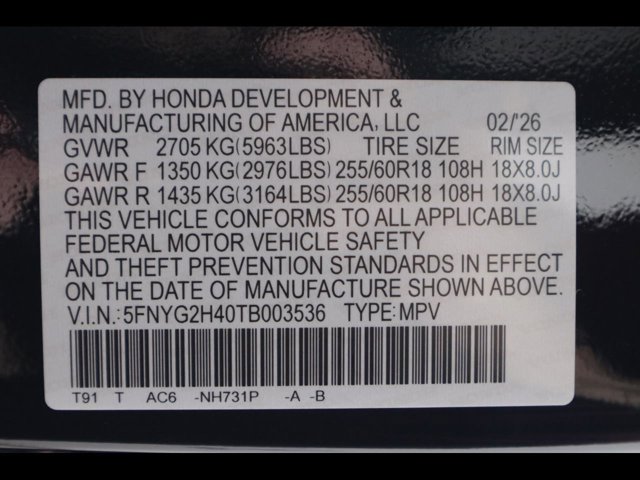 MFD. BY HONDA DEVELOPMENT &
MANUFACTURING OF AMERICA, LLC 02/'26
GVWR 2705 KG(5963LBS) TIRE SIZE RIM SIZE
GAWR F 1350 KG(2976LBS) 255/60R18 108H 18X8.0J
GAWR R 1435 KG(3164LBS) 255/60R18 108H 18X8.0J
THIS VEHICLE CONFORMS TO ALL APPLICABLE
FEDERAL MOTOR VEHICLE SAFETY
AND THEFT PREVENTION STANDARDS IN EFFECT
ON THE DATE OF MANUFACTURE SHOWN ABOVE.
V.I.N.:5FNYG2H40TB003536 TYPE:MPV
T91 T AC6 -NH731P -A -B